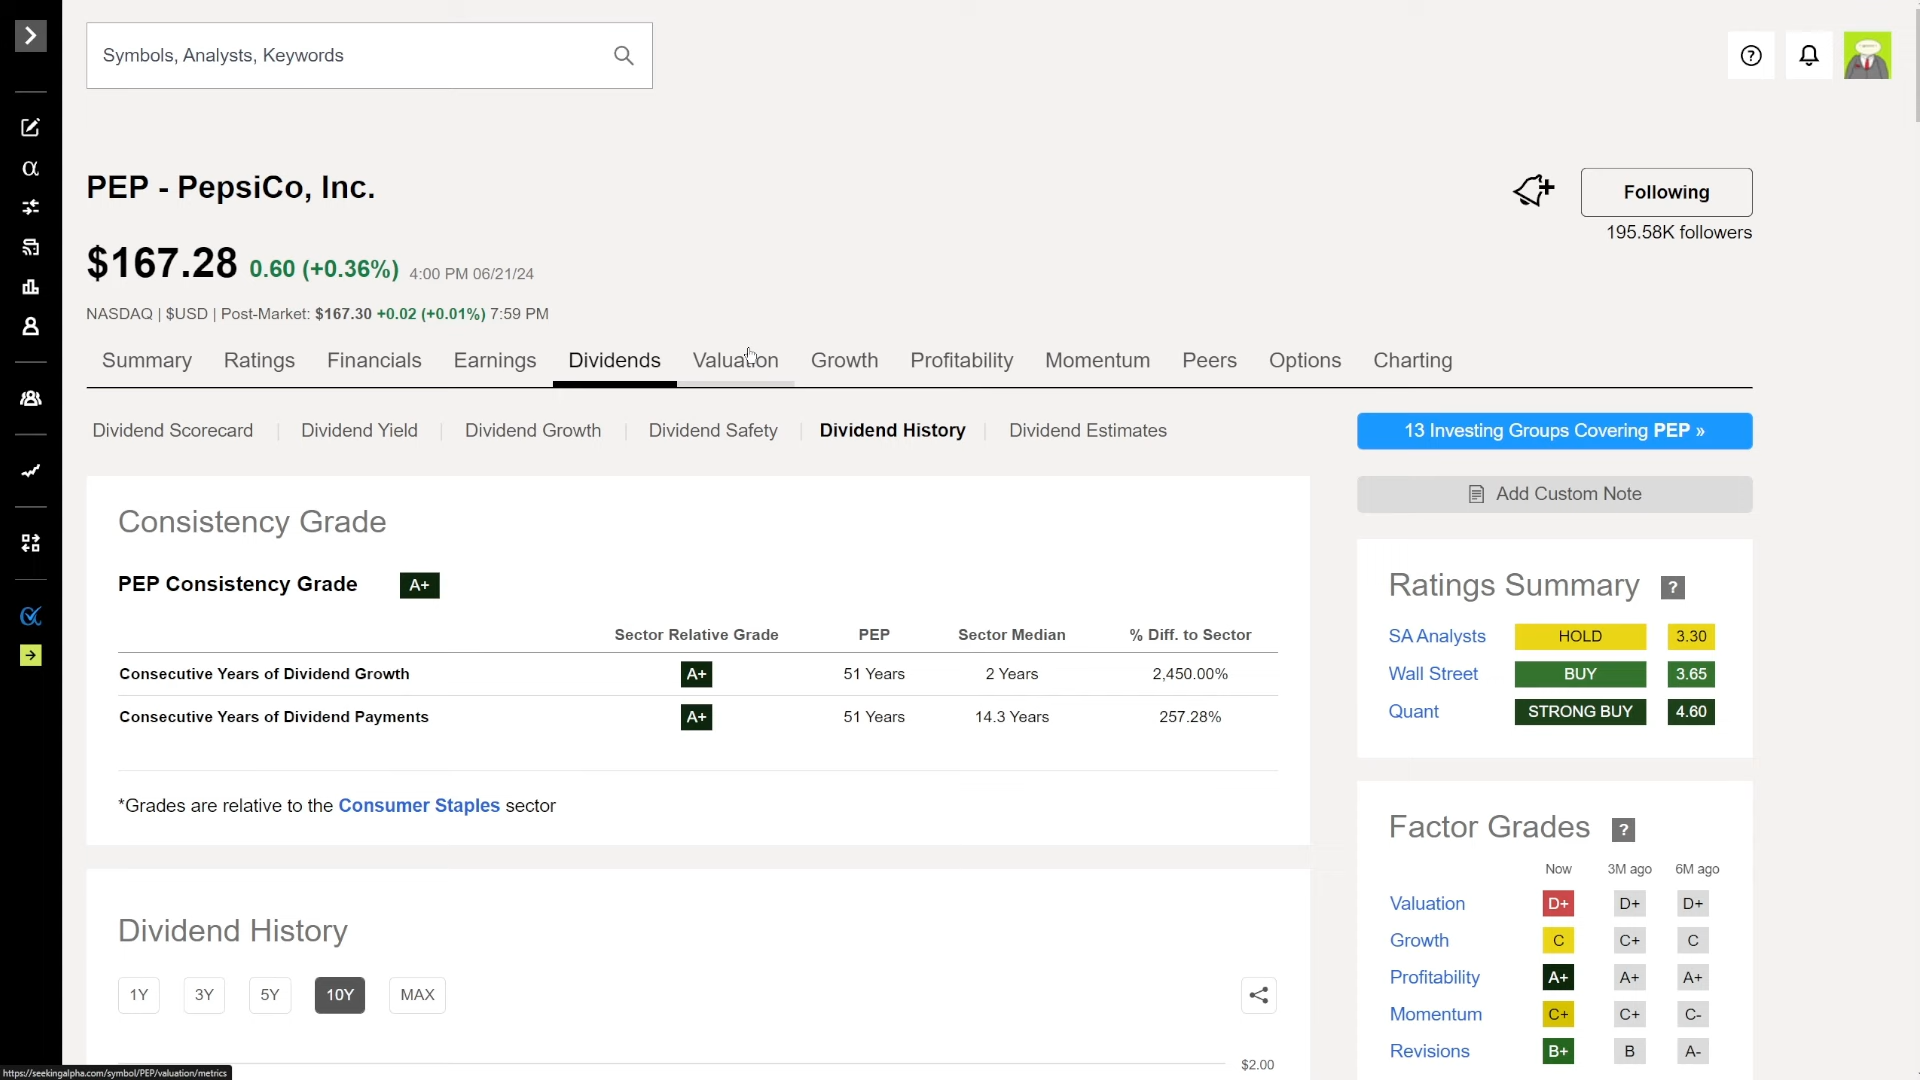 Symbols, Analysts, Keywords
PEP - PepsiCo, Inc.
Following
195.58K followers
$167.28 0.60 (+0.36%) 4:00 PM 06/21/24
NASDAQ | $USD | Post-Market: $167.30 +0.02 (+0.01%) 7:59 PM
Summary Ratings Financials Earnings Dividends Valuation Growth Profitability Momentum Peers Options Charting
Dividend Scorecard | Dividend Yield | Dividend Growth | Dividend Safety | Dividend History | Dividend Estimates
13 Investing Groups Covering PEP »
Add Custom Note
Consistency Grade
PEP Consistency Grade A+
Sector Relative Grade PEP Sector Median % Diff. to Sector
Consecutive Years of Dividend Growth A+ 51 Years 2 Years 2,450.00%
Consecutive Years of Dividend Payments A+ 51 Years 14.3 Years 257.28%
*Grades are relative to the Consumer Staples sector
Ratings Summary ?
SA Analysts HOLD 3.30
Wall Street BUY 3.65
Quant STRONG BUY 4.60
Factor Grades ?
Now 3M ago 6M ago
Valuation D+ D+ D+
Growth C C+ C
Profitability A+ A+ A+
Momentum C+ C+ C-
Revisions B+ B A-
Dividend History
1Y 3Y 5Y 10Y MAX
$2.00
https://seekingalpha.com/symbol/PEP/valuation/metrics